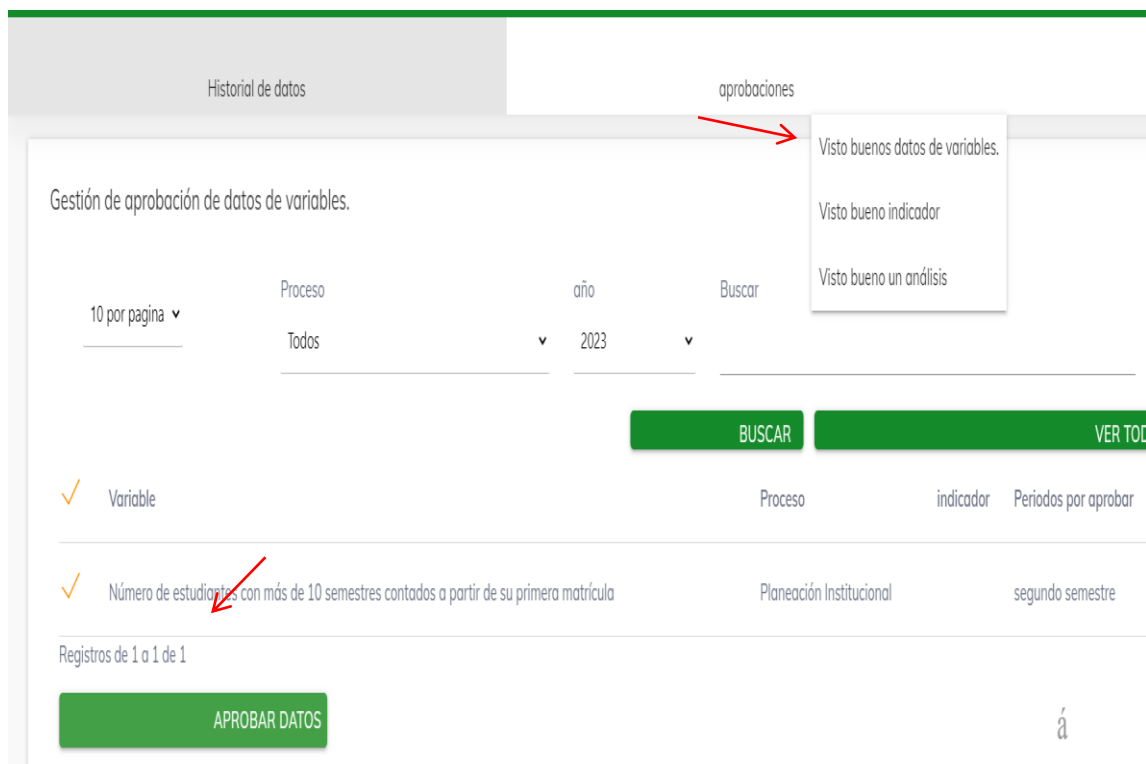 Historial de datos
aprobaciones
Visto buenos datos de variables.
Visto bueno indicador
Visto bueno un análisis
Gestión de aprobación de datos de variables.
10 por pagina
Proceso
Todos
año
2023
Buscar
BUSCAR
VER TOD
Variable Proceso indicador Periodos por aprobar
Número de estudiantes con más de 10 semestres contados a partir de su primera matrícula Planeación Institucional segundo semestre
Registros de 1 a 1 de 1
APROBAR DATOS
á